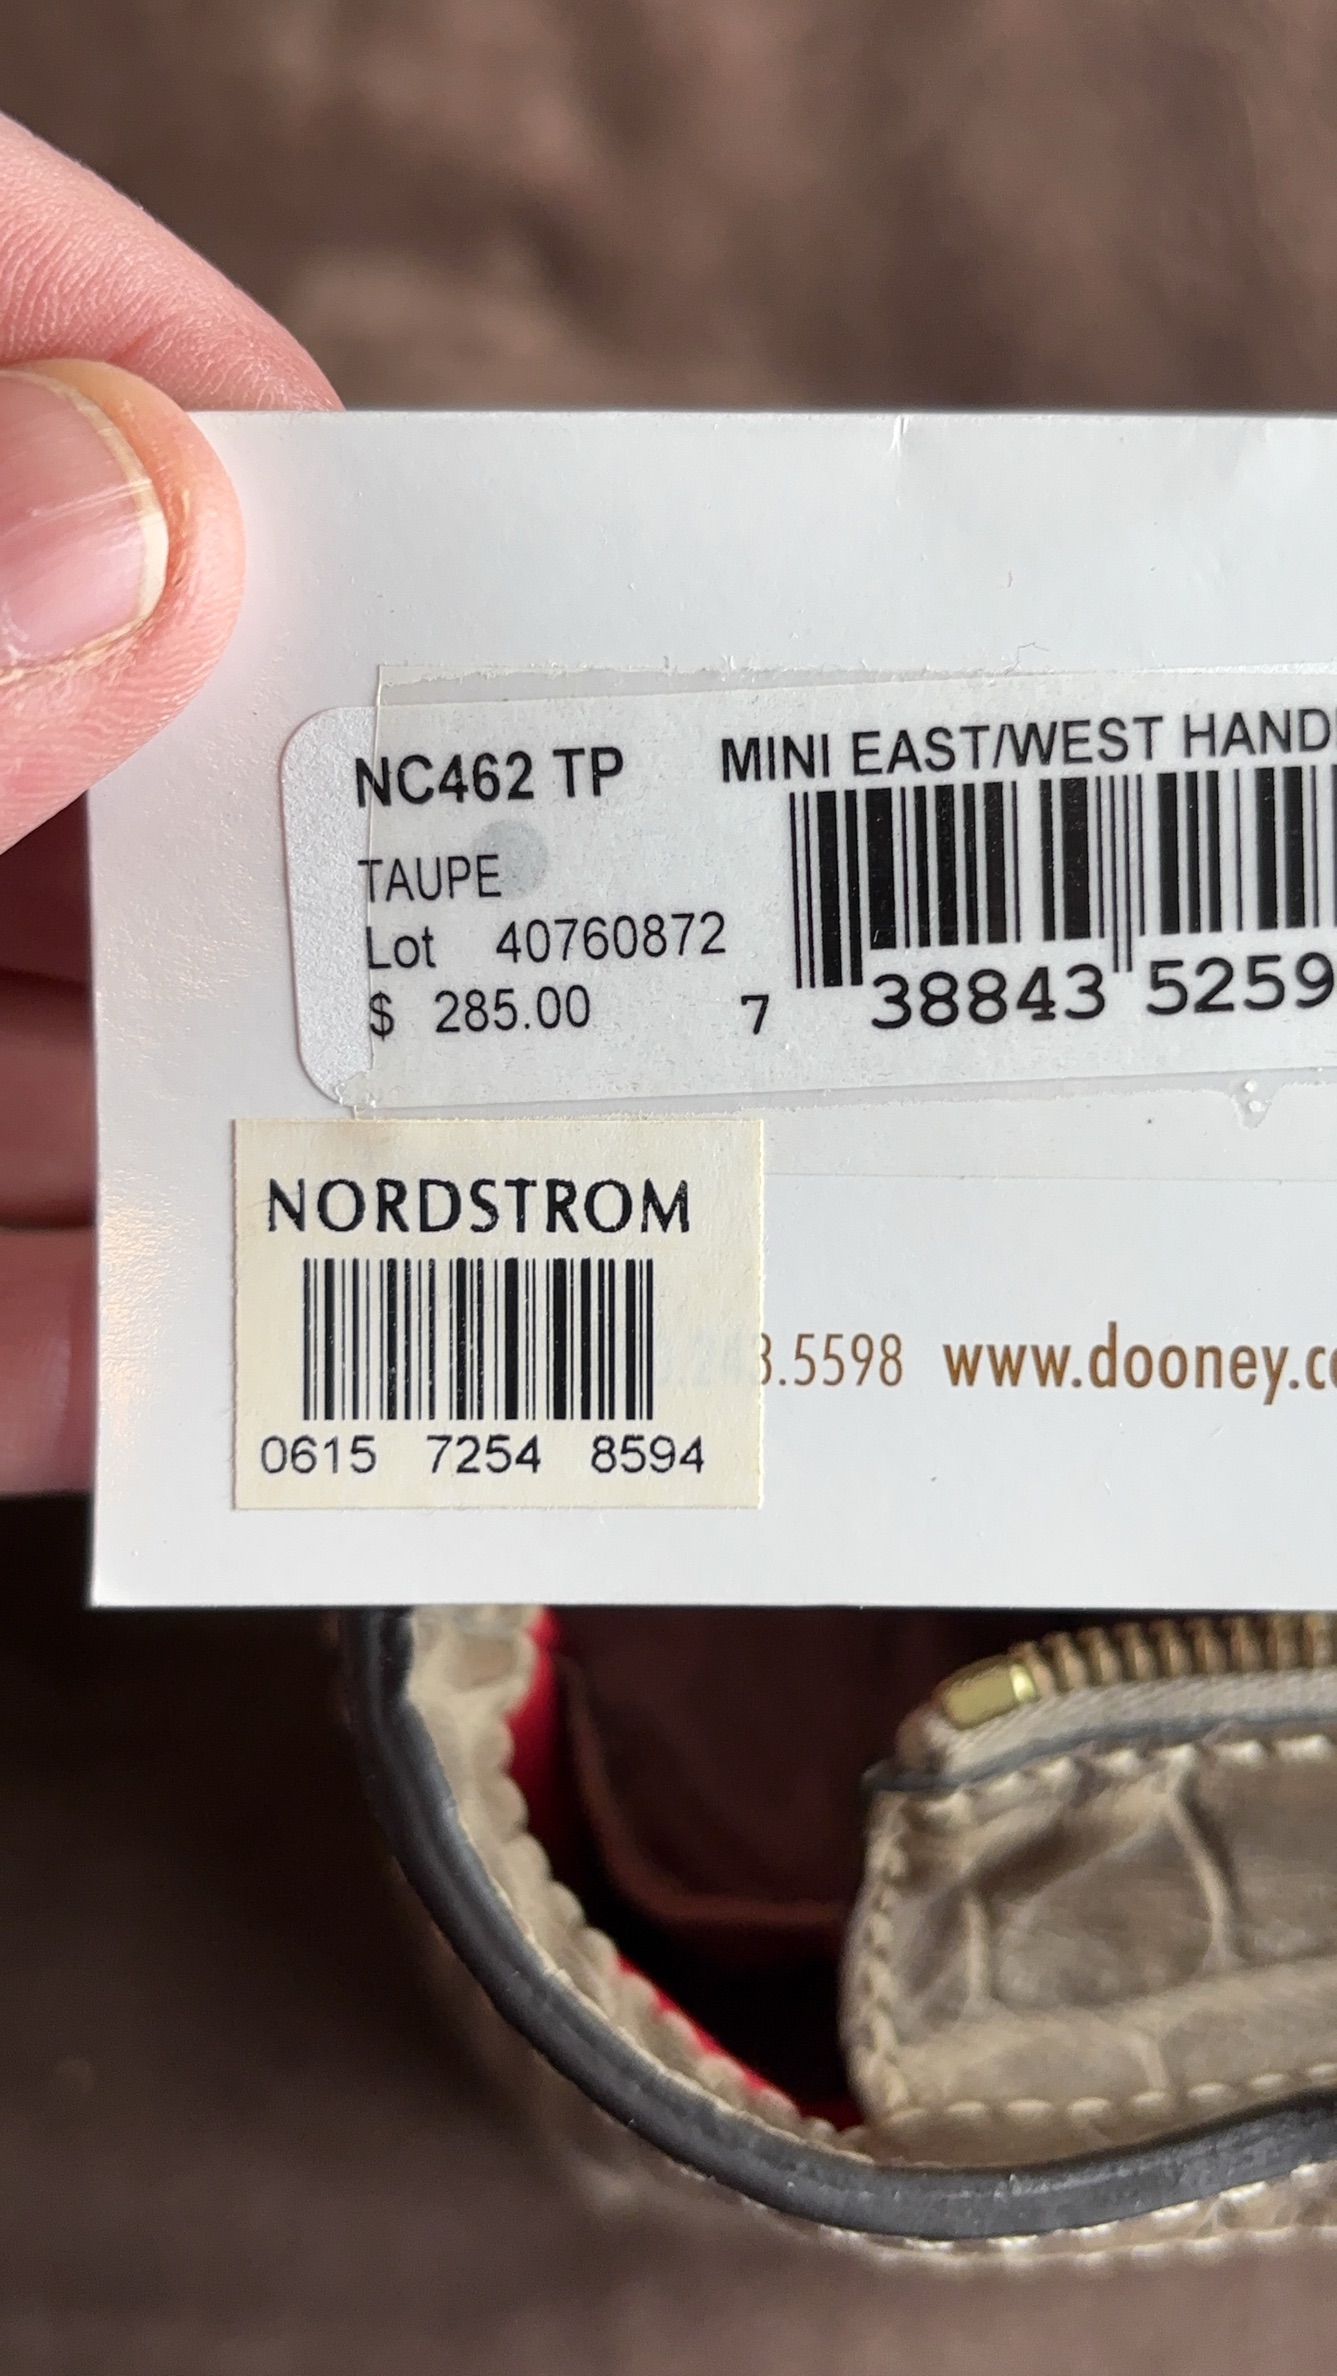 NC462 TP MINI EAST/WEST HAND
TAUPE
Lot 40760872
$ 285.00
7 38843 5259
NORDSTROM
0615 7254 8594
3.5598 www.dooney.c